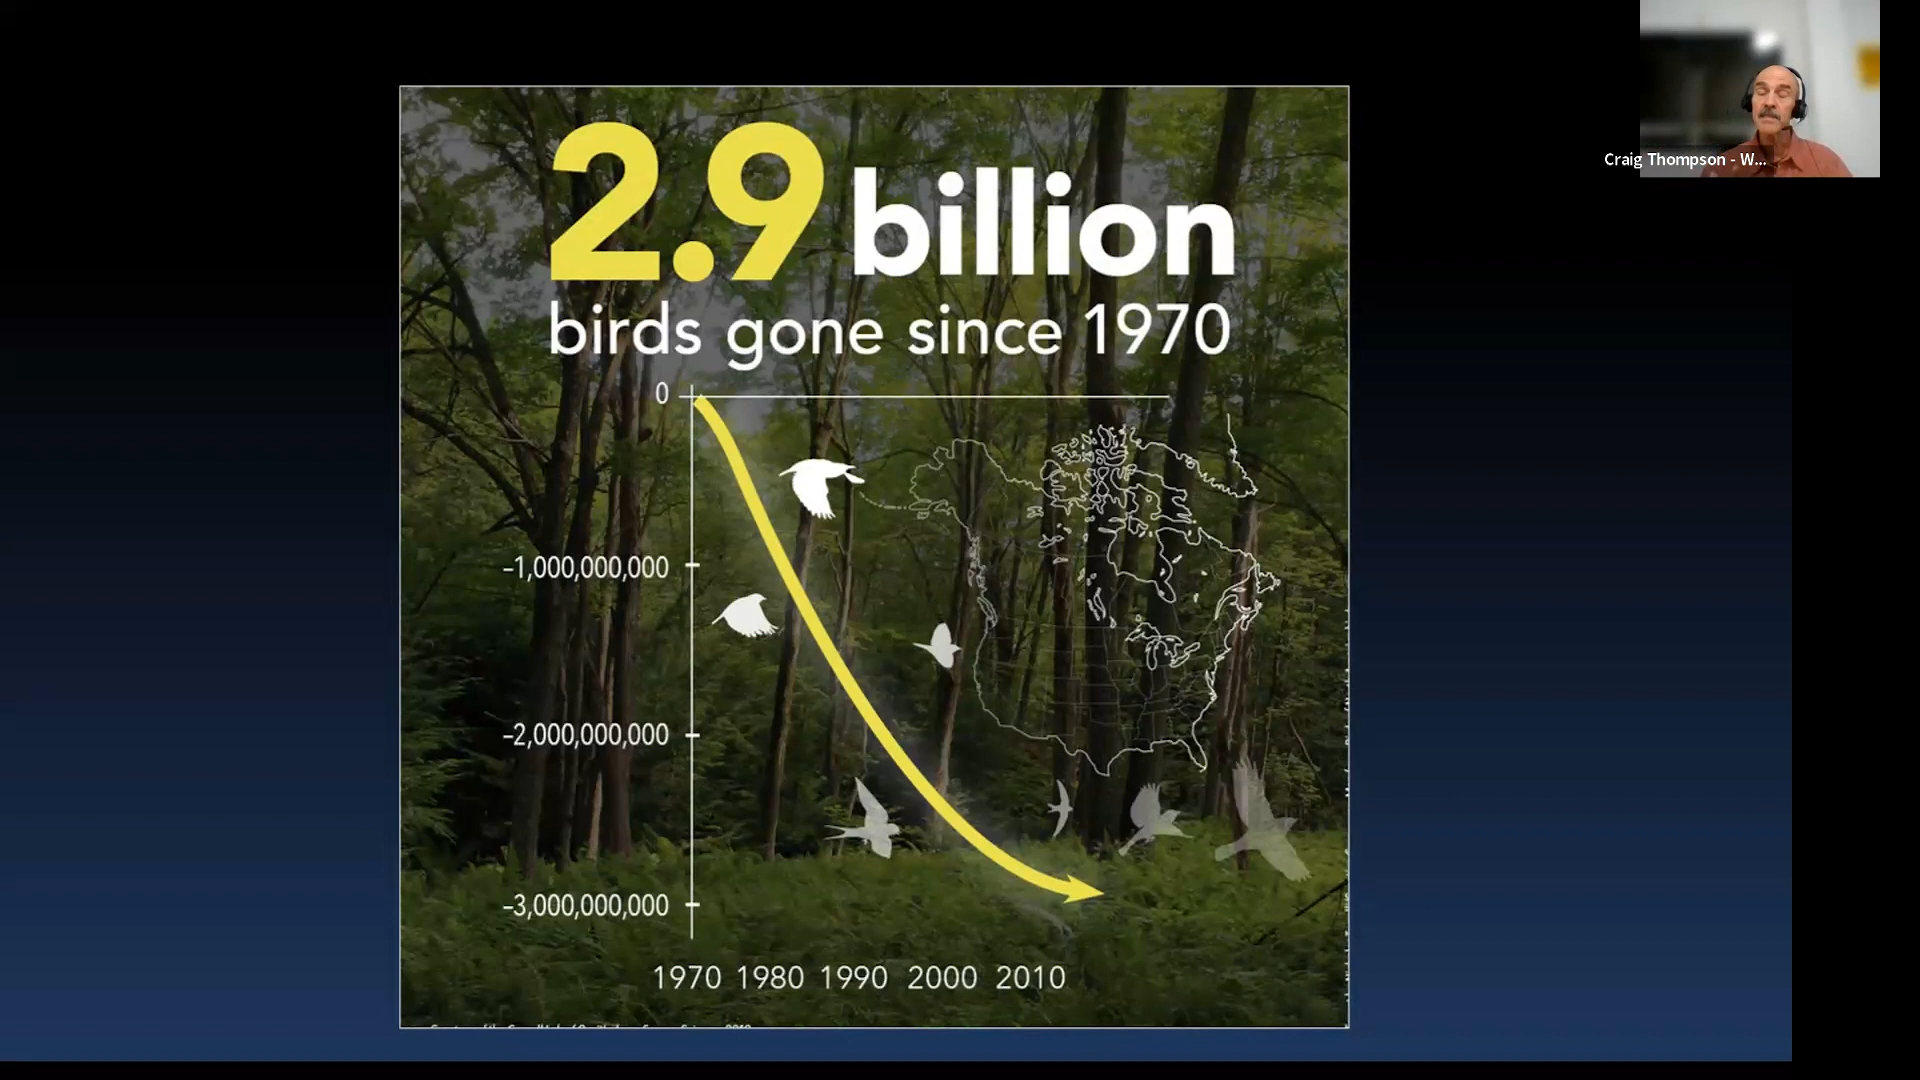 2.9 billion
birds gone since 1970
0
-1,000,000,000
-2,000,000,000
-3,000,000,000
1970 1980 1990 2000 2010
Craig Thompson - W...